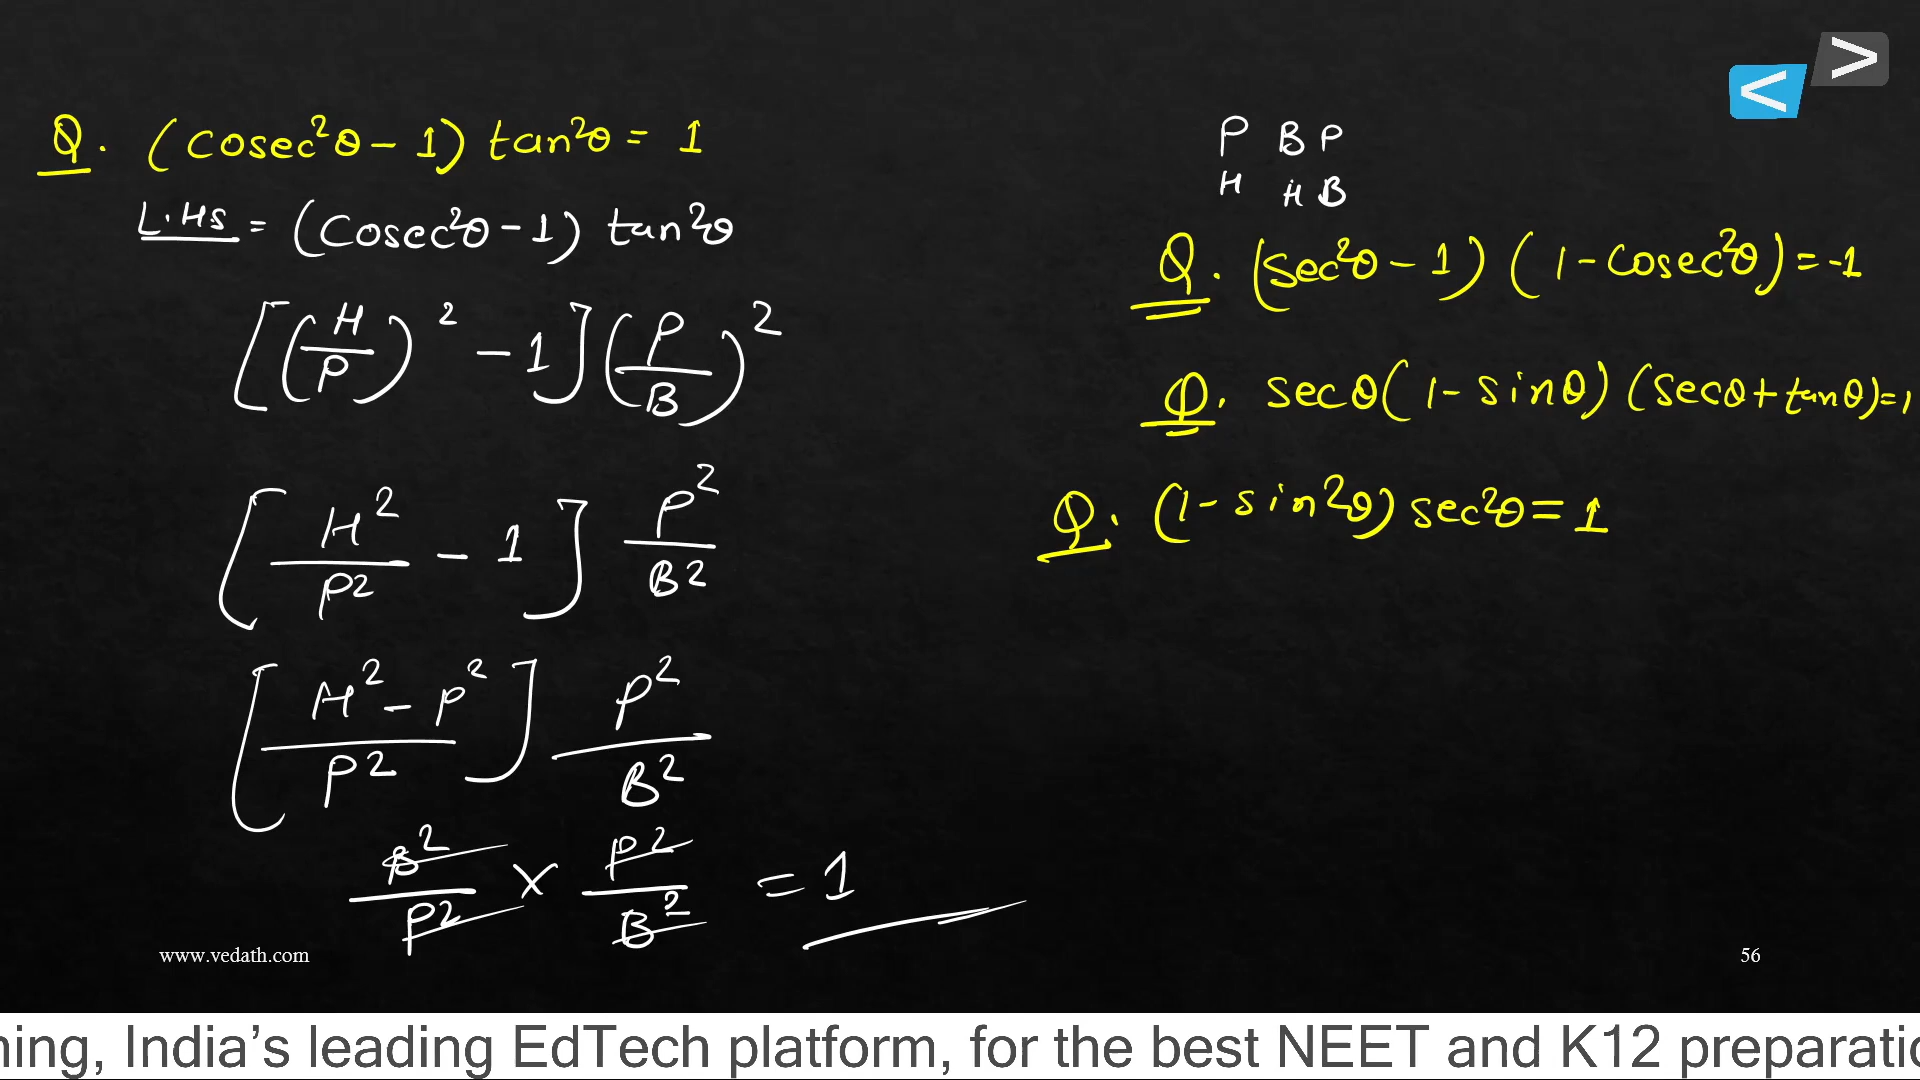 Q. (cosec²θ - 1) tan²θ = 1
L.HS = (Cosec²θ - 1) tan²θ
[(H/P)² - 1] (P/B)²
[H²/P² - 1] P²/B²
[H² - P²/P²] P²/B²
B²/P² × P²/B² = 1
P B P
H H B
Q. (sec²θ - 1) (1 - cosec²θ) = -1
Q. secθ(1 - sinθ) (secθ + tanθ) = 1
Q. (1 - sin²θ) sec²θ = 1
www.vedath.com
56
ning, India’s leading EdTech platform, for the best NEET and K12 preparatio